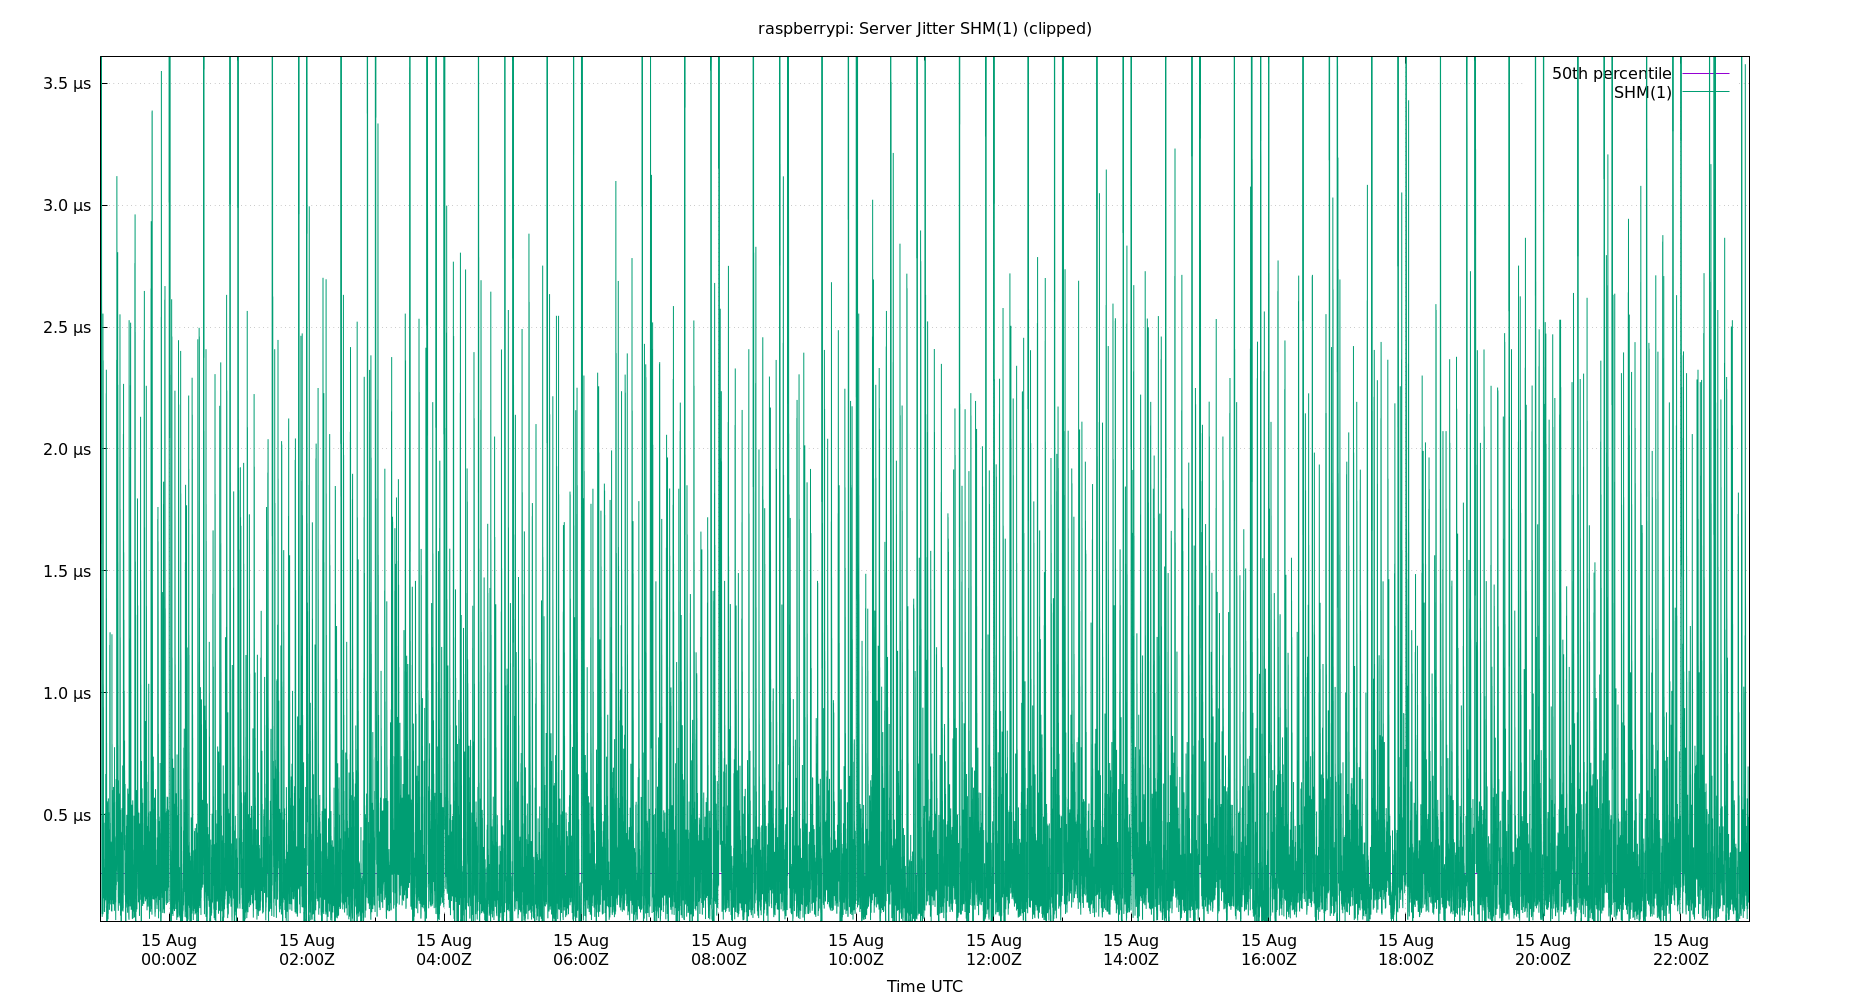 raspberrypi: Server Jitter SHM(1) (clipped)
50th percentile
SHM(1)
3.5 µs
3.0 µs
2.5 µs
2.0 µs
1.5 µs
1.0 µs
0.5 µs
15 Aug 15 Aug 15 Aug 15 Aug 15 Aug 15 Aug 15 Aug 15 Aug 15 Aug 15 Aug 15 Aug 15 Aug
00:00Z 02:00Z 04:00Z 06:00Z 08:00Z 10:00Z 12:00Z 14:00Z 16:00Z 18:00Z 20:00Z 22:00Z
Time UTC